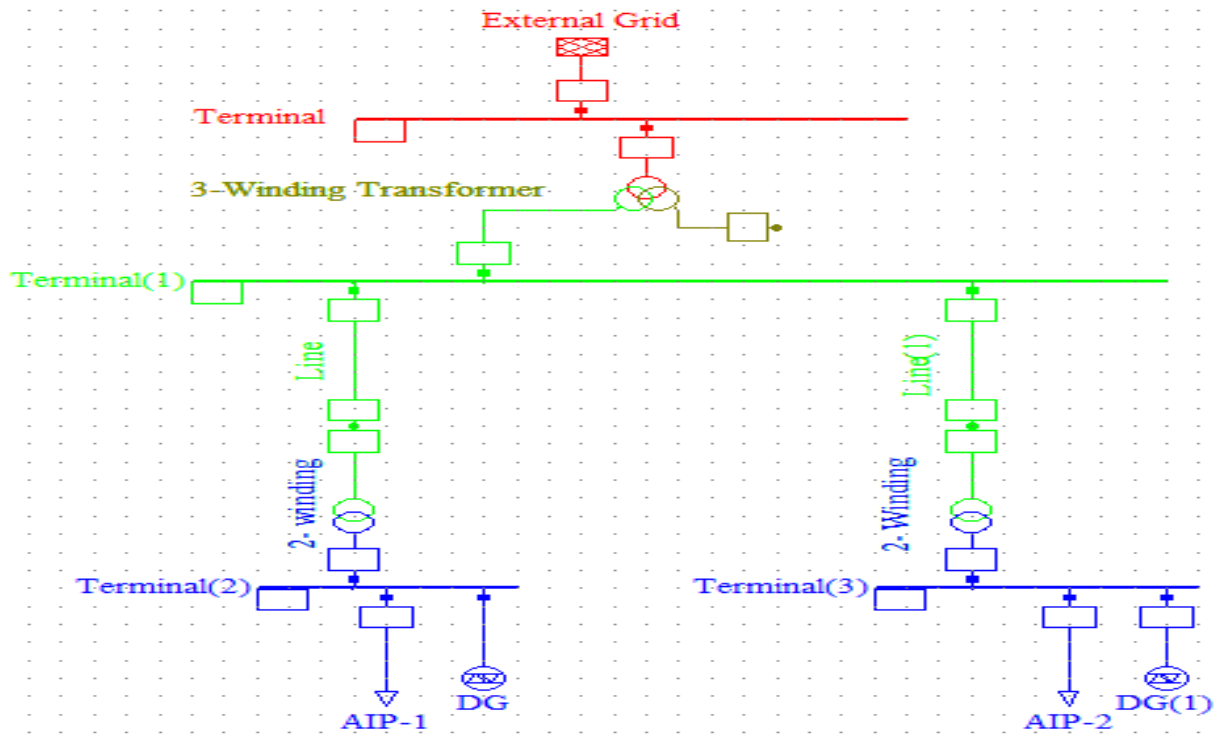 External Grid
Terminal
3-Winding Transformer
Terminal(1)
Line
Line(1)
2- winding
2- Winding
Terminal(2)
Terminal(3)
DG
DG(1)
AIP-1
AIP-2